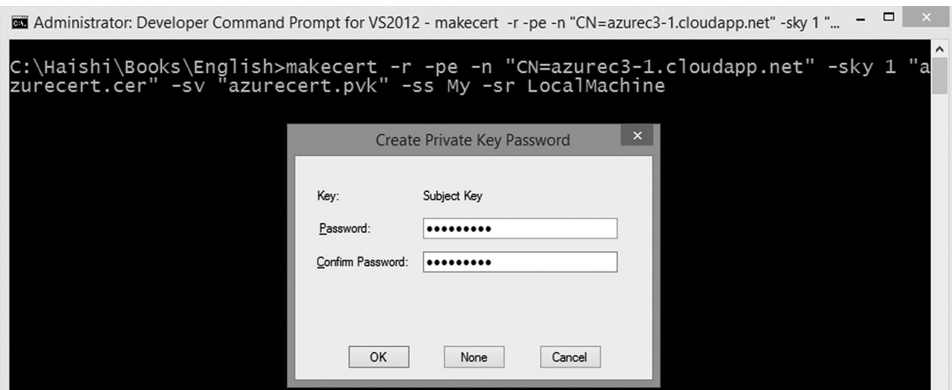 Administrator: Developer Command Prompt for VS2012 - makecert -r -pe -n "CN=azurec3-1.cloudapp.net" -sky 1 "...
C:\Haishi\Books\English>makecert -r -pe -n "CN=azurec3-1.cloudapp.net" -sky 1 "a
zurecert.cer" -sv "azurecert.pvk" -ss My -sr LocalMachine
Create Private Key Password
Key: Subject Key
Password: •••••••••
Confirm Password: •••••••••
OK None Cancel